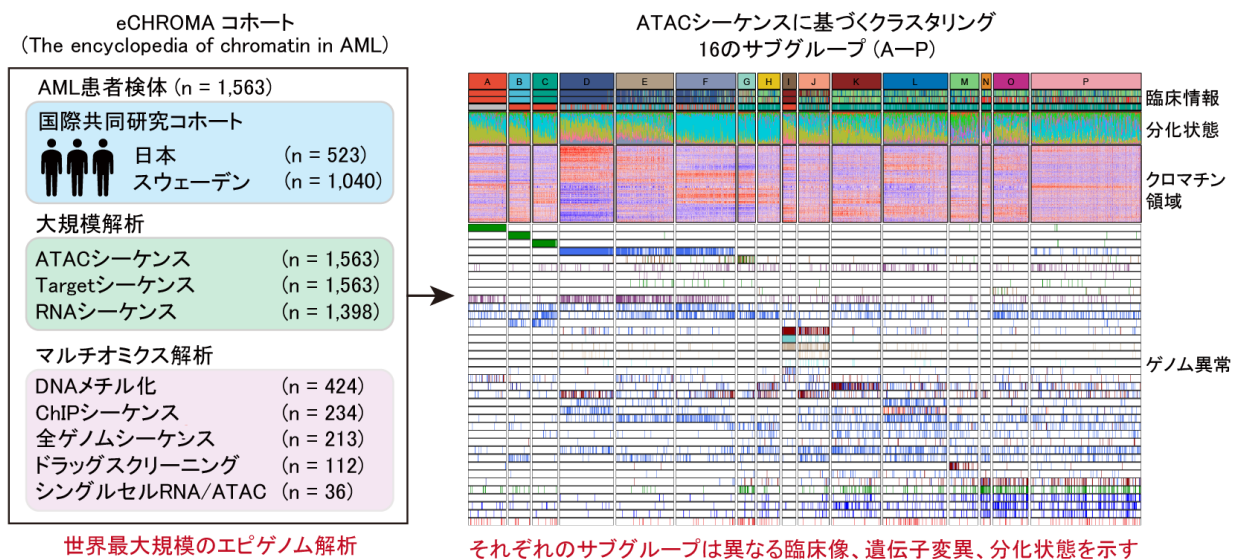 eCHROMA コホート
(The encyclopedia of chromatin in AML)
AML患者検体 (n = 1,563)
国際共同研究コホート
日本 (n = 523)
スウェーデン (n = 1,040)
大規模解析
ATACシーケンス (n = 1,563)
Targetシーケンス (n = 1,563)
RNAシーケンス (n = 1,398)
マルチオミクス解析
DNAメチル化 (n = 424)
ChIPシーケンス (n = 234)
全ゲノムシーケンス (n = 213)
ドラッグスクリーニング (n = 112)
シングルセルRNA/ATAC (n = 36)
世界最大規模のエピゲノム解析
ATACシーケンスに基づくクラスタリング
16のサブグループ (A―P)
A B C D E F G H I J K L M N O P
臨床情報
分化状態
クロマチン
領域
ゲノム異常
それぞれのサブグループは異なる臨床像、遺伝子変異、分化状態を示す